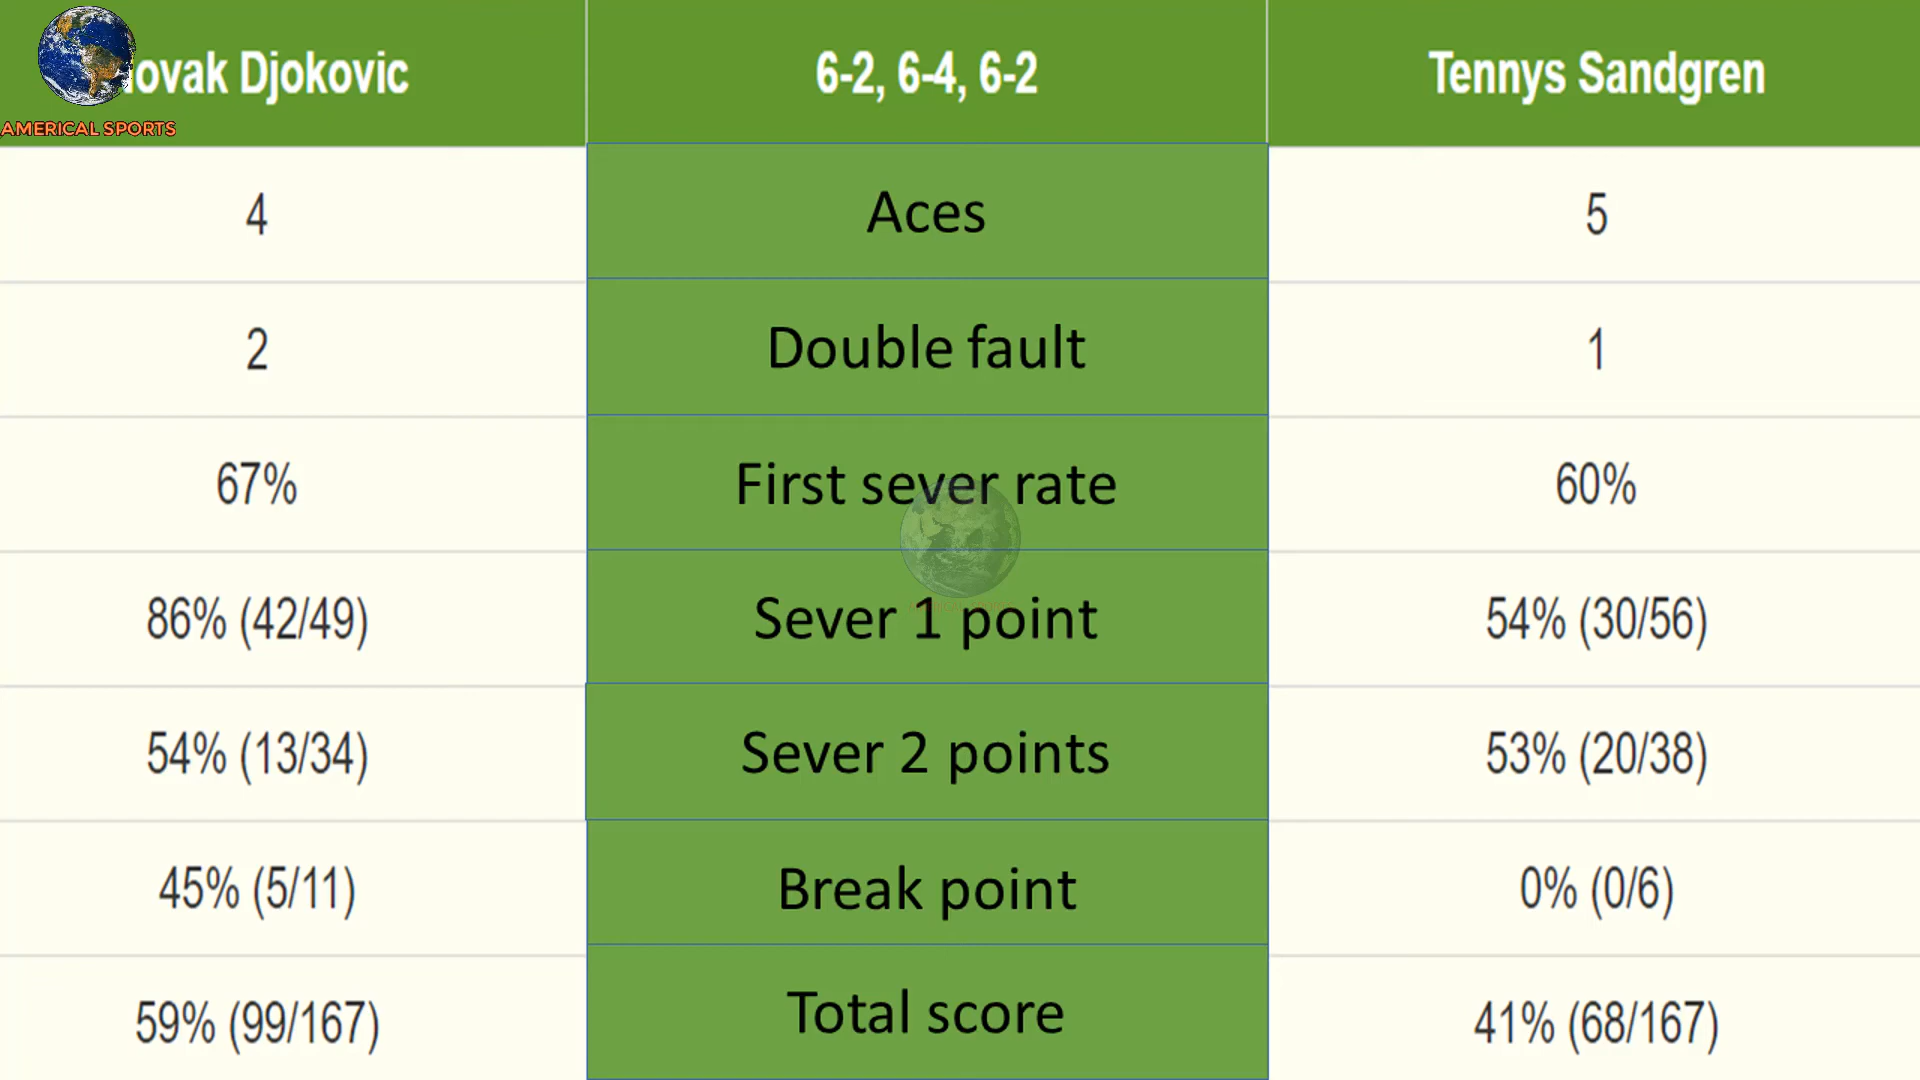 ovak Djokovic 6-2, 6-4, 6-2 Tennys Sandgren
AMERICAL SPORTS
4 Aces 5
2 Double fault 1
67% First sever rate 60%
86% (42/49) Sever 1 point 54% (30/56)
54% (13/34) Sever 2 points 53% (20/38)
45% (5/11) Break point 0% (0/6)
59% (99/167) Total score 41% (68/167)